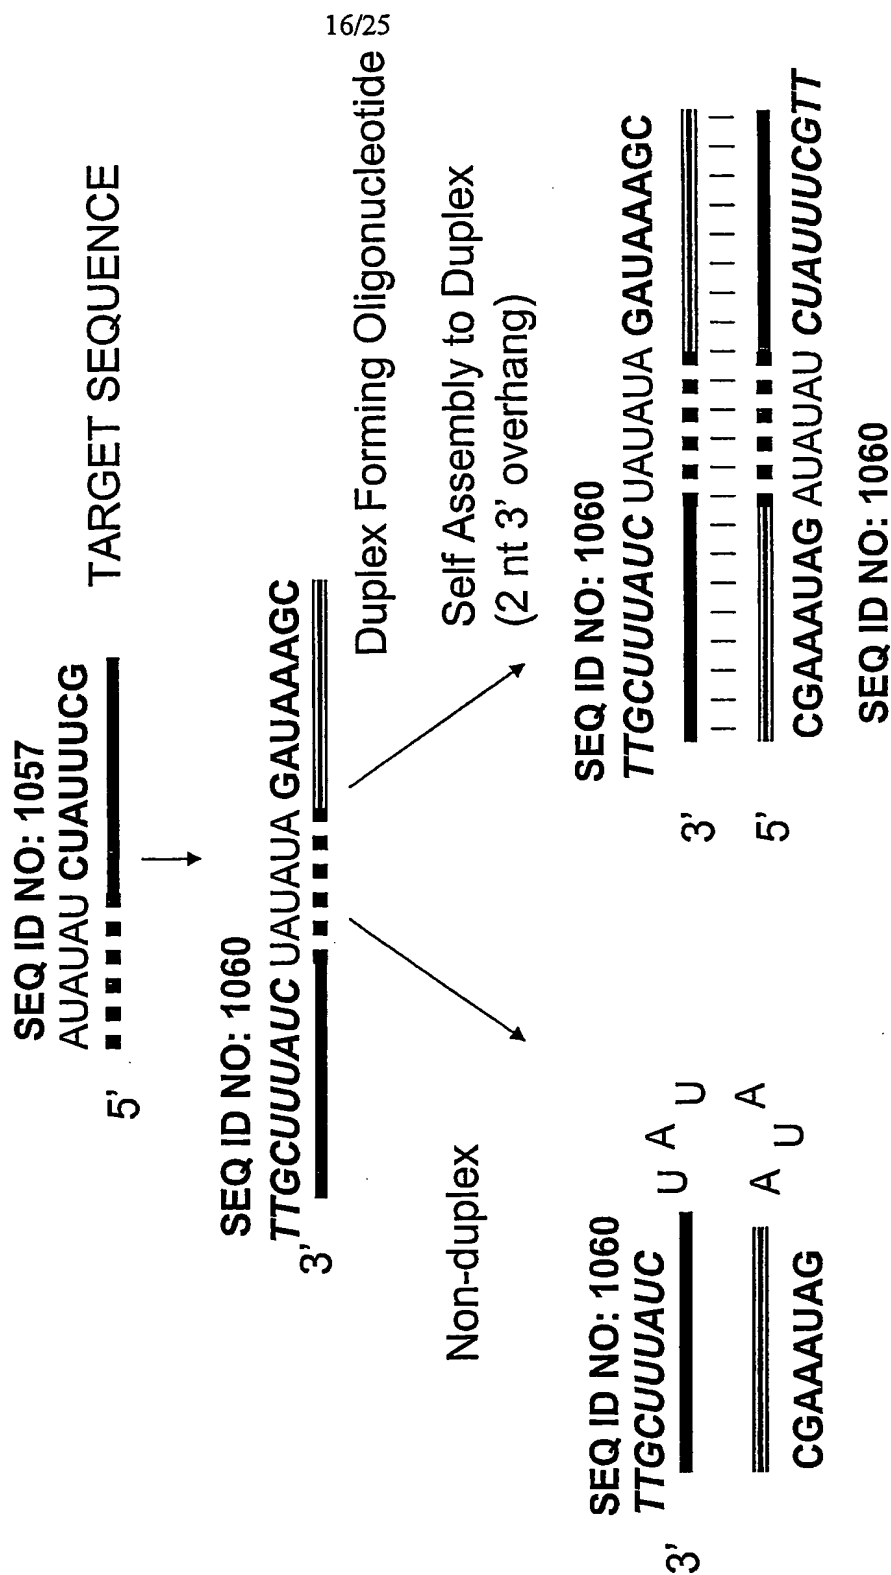 16/25
SEQ ID NO: 1057
AUAUAU CUAUUUCG
5'
TARGET SEQUENCE
SEQ ID NO: 1060
TTGCUUUAUC UAUAUA GAUAAAGC
3'
Duplex Forming Oligonucleotide
Non-duplex
Self Assembly to Duplex
(2 nt 3' overhang)
SEQ ID NO: 1060
TTGCUUUAUC
3'
U A U
A U A
CGAAAUAG
SEQ ID NO: 1060
TTGCUUUAUC UAUAUA GAUAAAGC
3'
5'
CGAAAUAG AUAUAU CUAUUUCGTT
SEQ ID NO: 1060